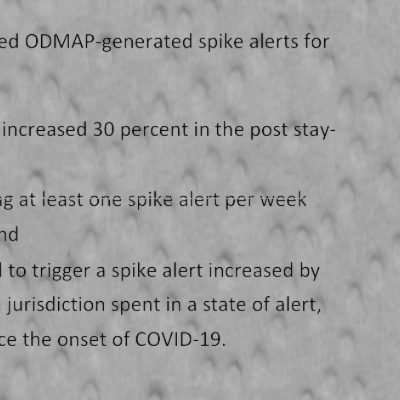 ed ODMAP-generated spike alerts for
increased 30 percent in the post stay-
g at least one spike alert per week
nd
to trigger a spike alert increased by
jurisdiction spent in a state of alert,
ce the onset of COVID-19.